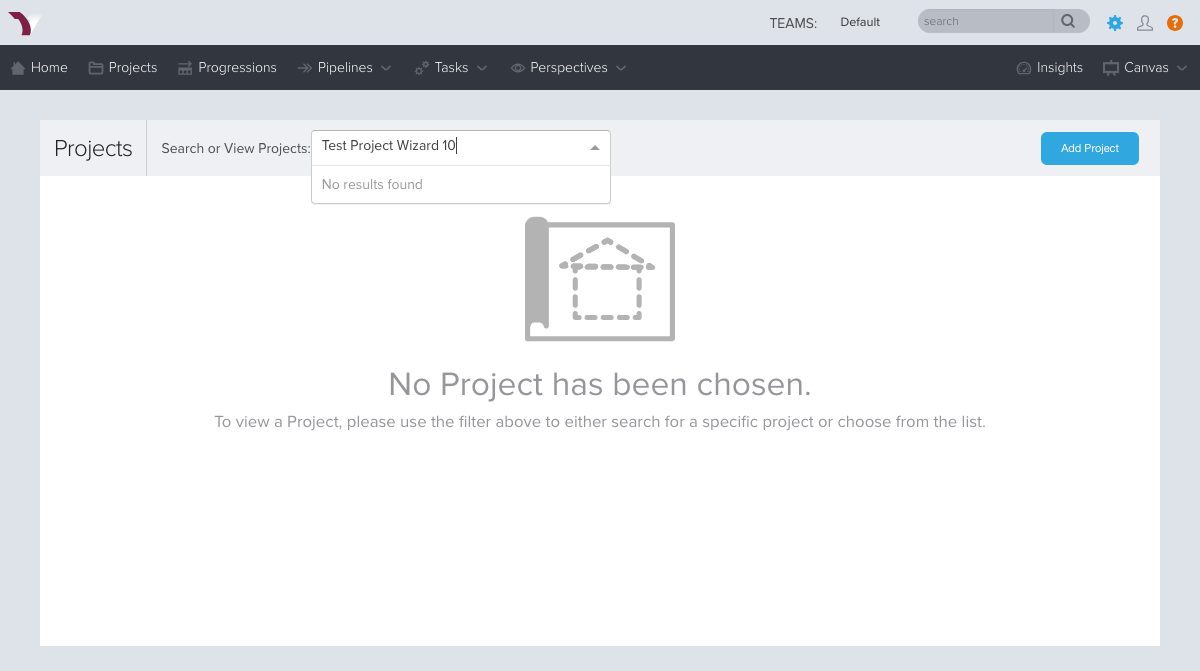 TEAMS: Default search ?
Home Projects Progressions Pipelines Tasks Perspectives Insights Canvas
Projects Search or View Projects: Test Project Wizard 10 Add Project
No results found
No Project has been chosen.
To view a Project, please use the filter above to either search for a specific project or choose from the list.